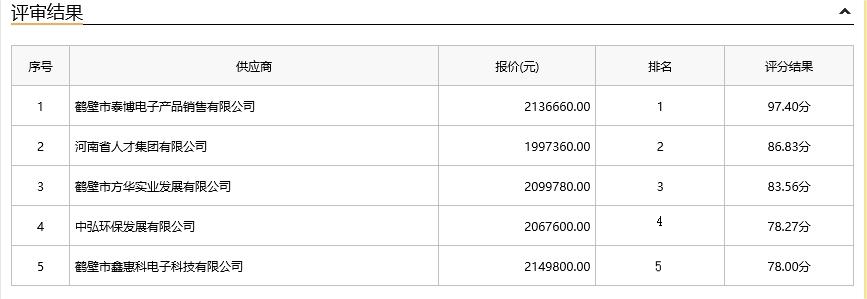 评审结果
序号 供应商 报价(元) 排名 评分结果
1 鹤壁市泰博电子产品销售有限公司 2136660.00 1 97.40分
2 河南省人才集团有限公司 1997360.00 2 86.83分
3 鹤壁市方华实业发展有限公司 2099780.00 3 83.56分
4 中弘环保发展有限公司 2067600.00 4 78.27分
5 鹤壁市鑫惠科电子科技有限公司 2149800.00 5 78.00分